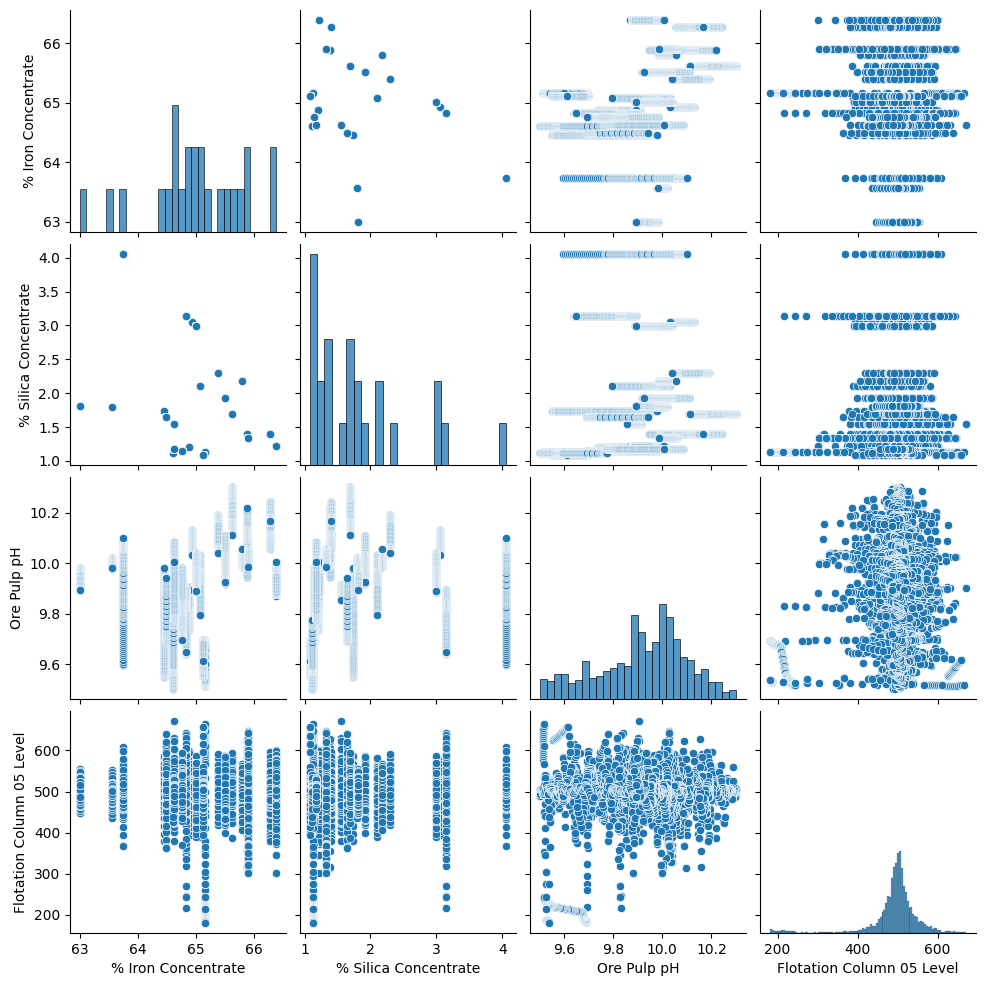 % Iron Concentrate
66
65
64
63
% Silica Concentrate
4.0
3.5
3.0
2.5
2.0
1.5
1.0
Ore Pulp pH
10.2
10.0
9.8
9.6
Flotation Column 05 Level
600
500
400
300
200
63 64 65 66
1 2 3 4
9.6 9.8 10.0 10.2
200 400 600
% Iron Concentrate
% Silica Concentrate
Ore Pulp pH
Flotation Column 05 Level